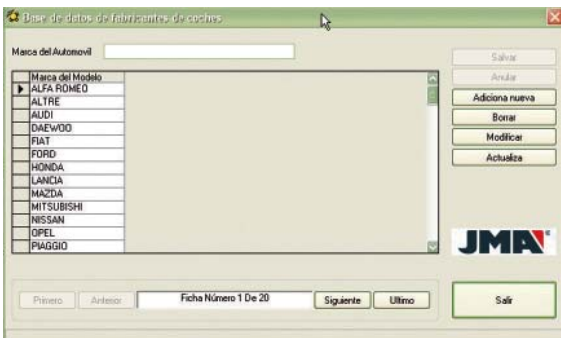 Base de datos de fabricantes de coches
Marca del Automovil
Salvar
Anular
Adiciona nueva
Borrar
Modificar
Actualiza
Marca del Modelo
ALFA ROMEO
ALTRE
AUDI
DAEWOO
FIAT
FORD
HONDA
LANCIA
MAZDA
MITSUBISHI
NISSAN
OPEL
PIAGGIO
JMA
Primero
Anterior
Ficha Número 1 De 20
Siguiente
Ultimo
Salir